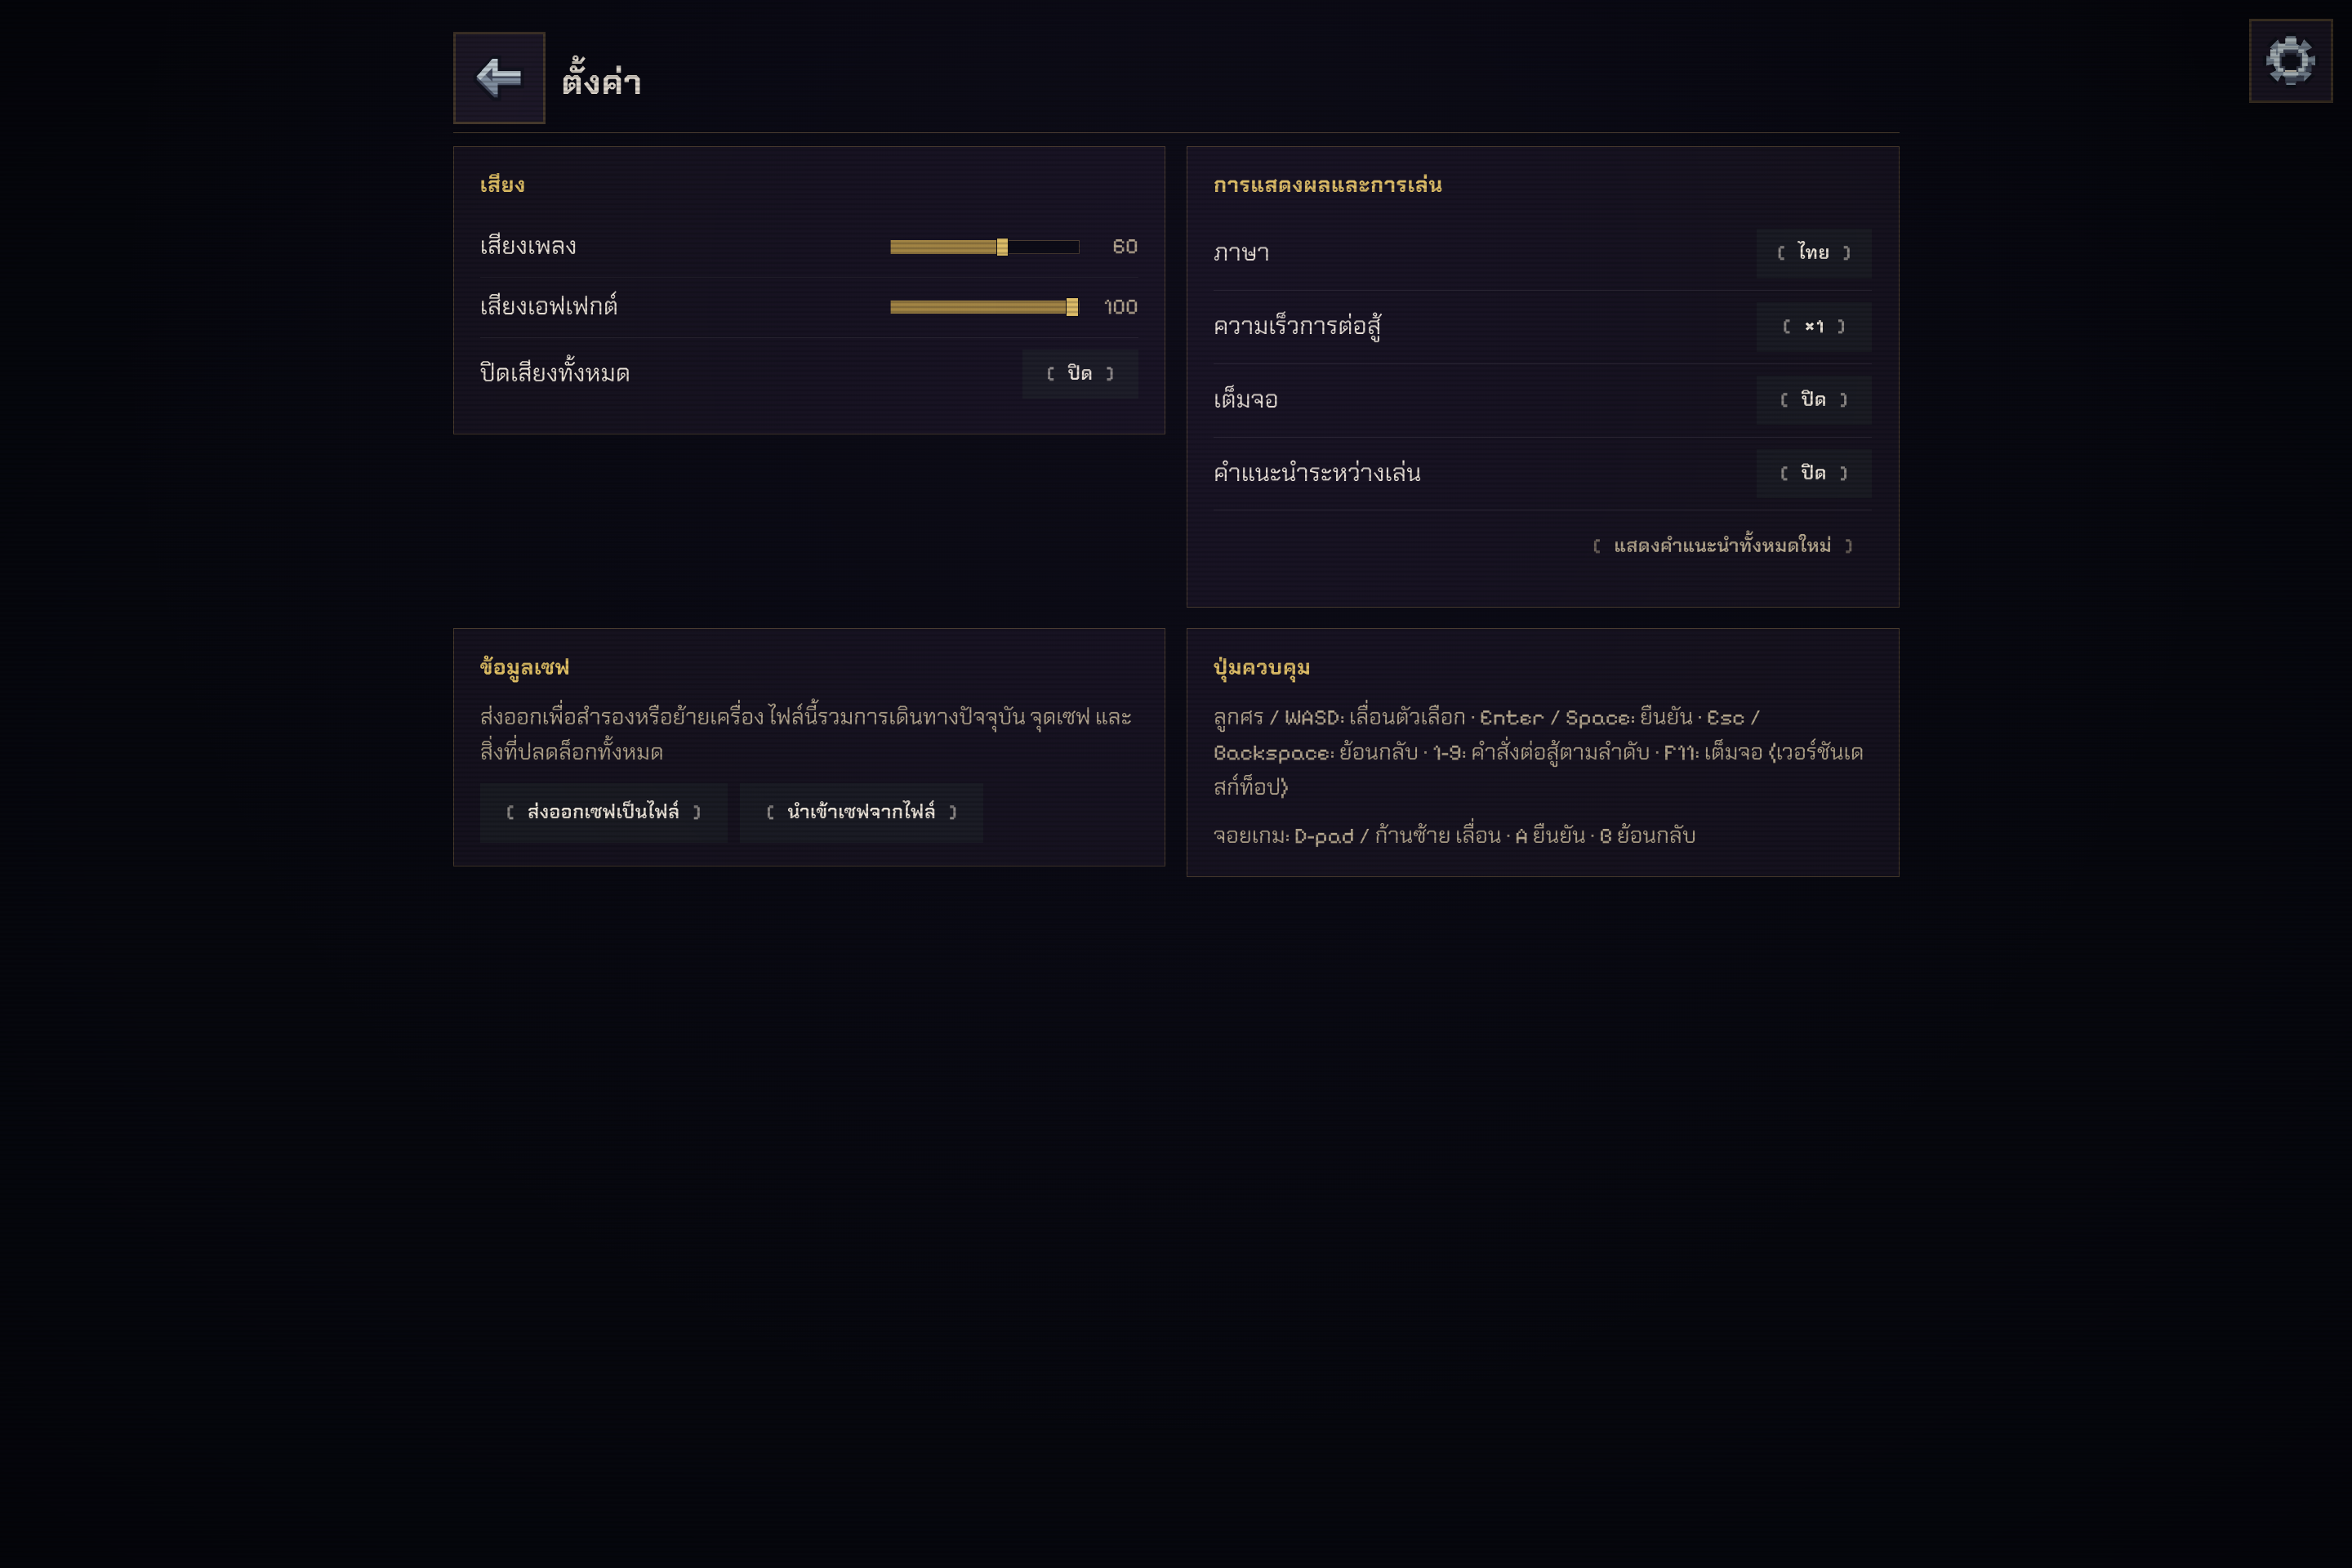 ตั้งค่า
เสียง
เสียงเพลง 60
เสียงเอฟเฟกต์ 100
ปิดเสียงทั้งหมด [ ปิด ]
การแสดงผลและการเล่น
ภาษา [ ไทย ]
ความเร็วการต่อสู้ [ ×1 ]
เต็มจอ [ ปิด ]
คำแนะนำระหว่างเล่น [ ปิด ]
[ แสดงคำแนะนำทั้งหมดใหม่ ]
ข้อมูลเซฟ
ส่งออกเพื่อสำรองหรือย้ายเครื่อง ไฟล์นี้รวมการเดินทางปัจจุบัน จุดเซฟ และ
สิ่งที่ปลดล็อกทั้งหมด
[ ส่งออกเซฟเป็นไฟล์ ] [ นำเข้าเซฟจากไฟล์ ]
ปุ่มควบคุม
ลูกศร / WASD: เลื่อนตัวเลือก · Enter / Space: ยืนยัน · Esc /
Backspace: ย้อนกลับ · 1-9: คำสั่งต่อสู้ตามลำดับ · F11: เต็มจอ (เวอร์ชันเด
สก์ท็อป)
จอยเกม: D-pad / ก้านซ้าย เลื่อน · A ยืนยัน · B ย้อนกลับ